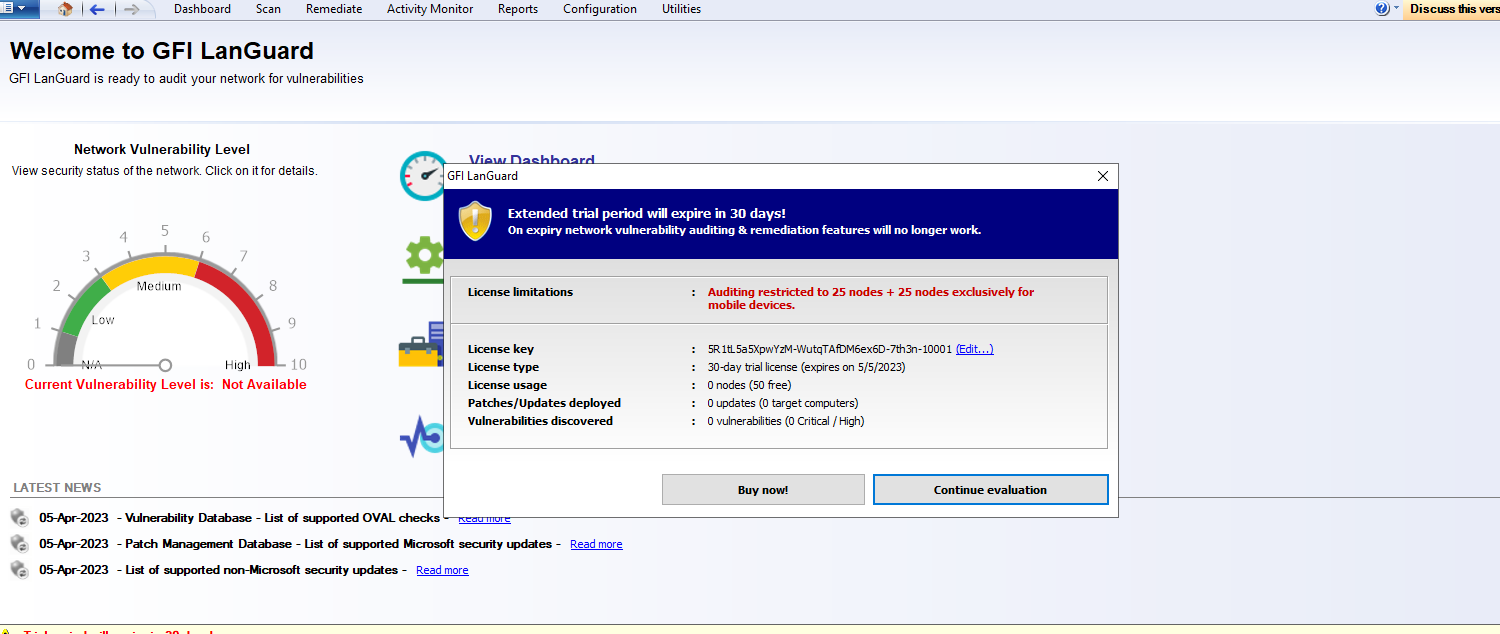 Dashboard Scan Remediate Activity Monitor Reports Configuration Utilities Discuss this vers
Welcome to GFI LanGuard
GFI LanGuard is ready to audit your network for vulnerabilities
Network Vulnerability Level
View security status of the network. Click on it for details.
0 1 2 3 4 5 6 7 8 9 10
N/A Low Medium High
Current Vulnerability Level is: Not Available
View Dashboard
GFI LanGuard
Extended trial period will expire in 30 days!
On expiry network vulnerability auditing & remediation features will no longer work.
License limitations : Auditing restricted to 25 nodes + 25 nodes exclusively for
mobile devices.
License key : 5R1tL5a5XpwYzM-WutqTAfDM6ex6D-7th3n-10001 (Edit...)
License type : 30-day trial license (expires on 5/5/2023)
License usage : 0 nodes (50 free)
Patches/Updates deployed : 0 updates (0 target computers)
Vulnerabilities discovered : 0 vulnerabilities (0 Critical / High)
Buy now! Continue evaluation
LATEST NEWS
05-Apr-2023 - Vulnerability Database - List of supported OVAL checks - Read more
05-Apr-2023 - Patch Management Database - List of supported Microsoft security updates - Read more
05-Apr-2023 - List of supported non-Microsoft security updates - Read more